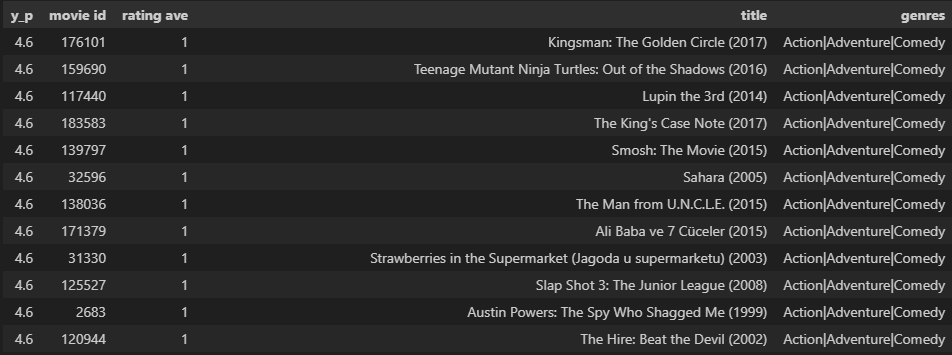 y_p movie id rating ave title genres
4.6 176101 1 Kingsman: The Golden Circle (2017) Action|Adventure|Comedy
4.6 159690 1 Teenage Mutant Ninja Turtles: Out of the Shadows (2016) Action|Adventure|Comedy
4.6 117440 1 Lupin the 3rd (2014) Action|Adventure|Comedy
4.6 183583 1 The King's Case Note (2017) Action|Adventure|Comedy
4.6 139797 1 Smosh: The Movie (2015) Action|Adventure|Comedy
4.6 32596 1 Sahara (2005) Action|Adventure|Comedy
4.6 138036 1 The Man from U.N.C.L.E. (2015) Action|Adventure|Comedy
4.6 171379 1 Ali Baba ve 7 Cüceler (2015) Action|Adventure|Comedy
4.6 31330 1 Strawberries in the Supermarket (Jagoda u supermarketu) (2003) Action|Adventure|Comedy
4.6 125527 1 Slap Shot 3: The Junior League (2008) Action|Adventure|Comedy
4.6 2683 1 Austin Powers: The Spy Who Shagged Me (1999) Action|Adventure|Comedy
4.6 120944 1 The Hire: Beat the Devil (2002) Action|Adventure|Comedy